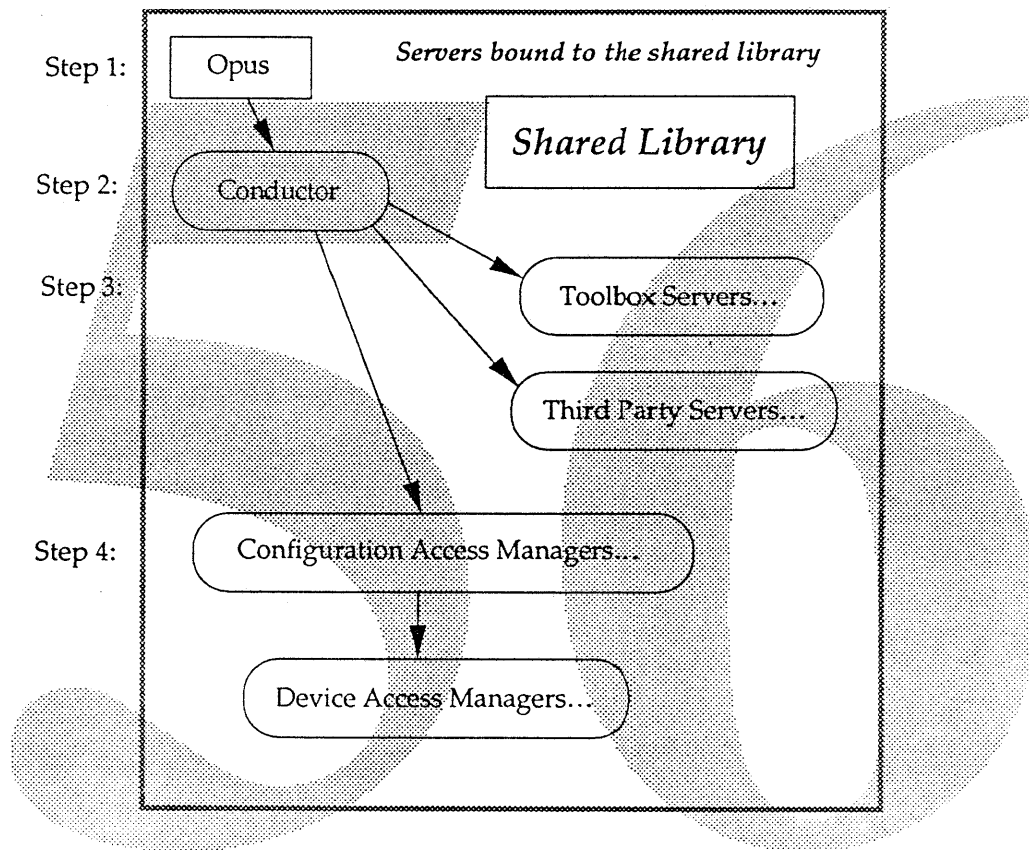 Servers bound to the shared library
Step 1:
Opus
Shared Library
Step 2:
Conductor
Step 3:
Toolbox Servers...
Third Party Servers...
Step 4:
Configuration Access Managers...
Device Access Managers...
56